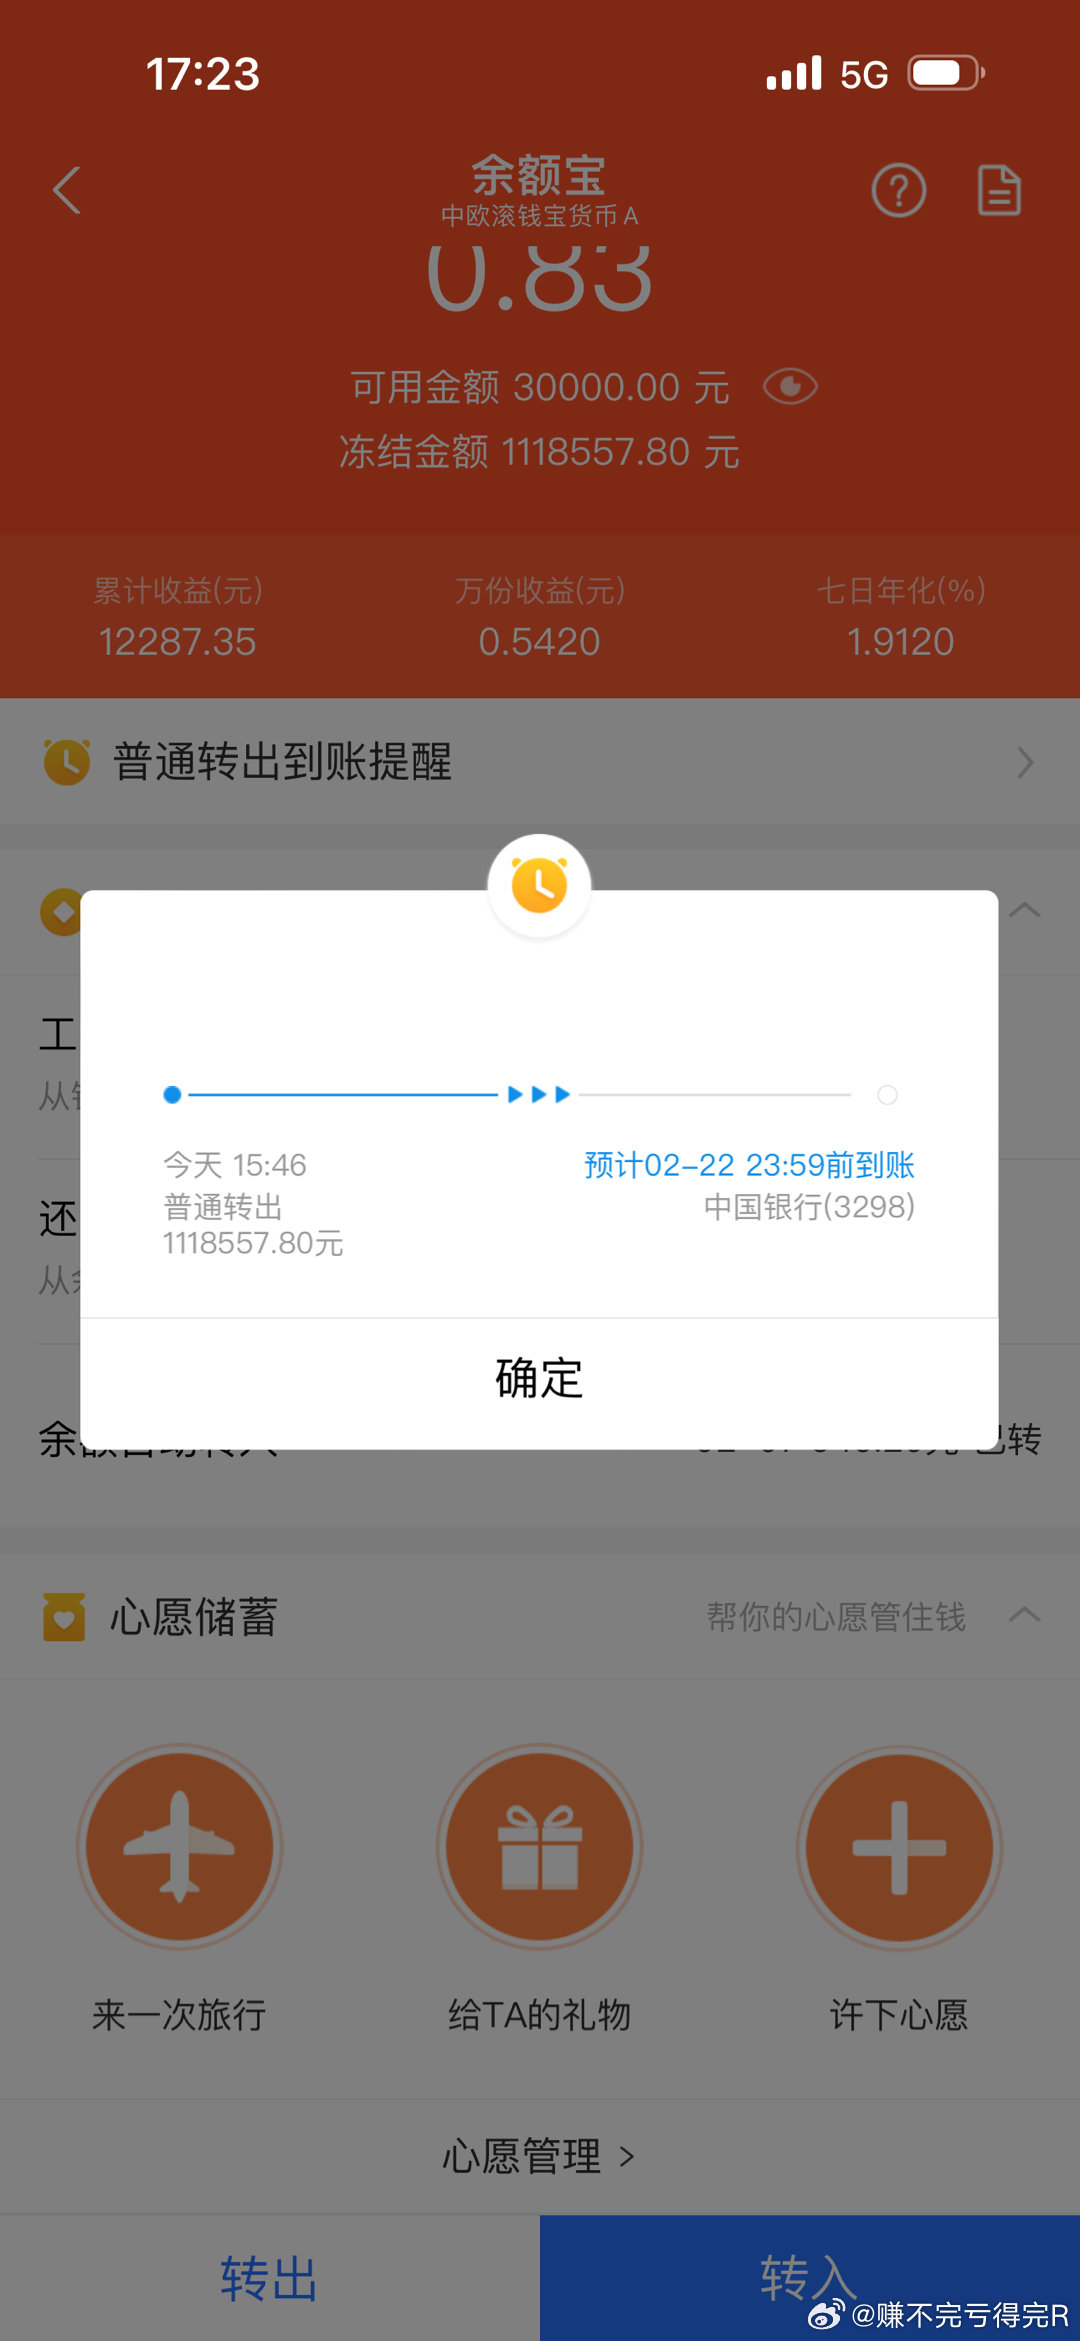 17:23
5G
余额宝
中欧滚钱宝货币A
0.83
可用金额 30000.00 元
冻结金额 1118557.80 元
累计收益(元)
万份收益(元)
七日年化(%)
12287.35
0.5420
1.9120
普通转出到账提醒
工
从
今天 15:46
预计02-22 23:59前到账
普通转出
中国银行(3298)
1118557.80元
还
从
确定
余额自动转入
已转
心愿储蓄
帮你的心愿管住钱
来一次旅行
给TA的礼物
许下心愿
心愿管理 >
转出
转入
@赚不完亏得完R